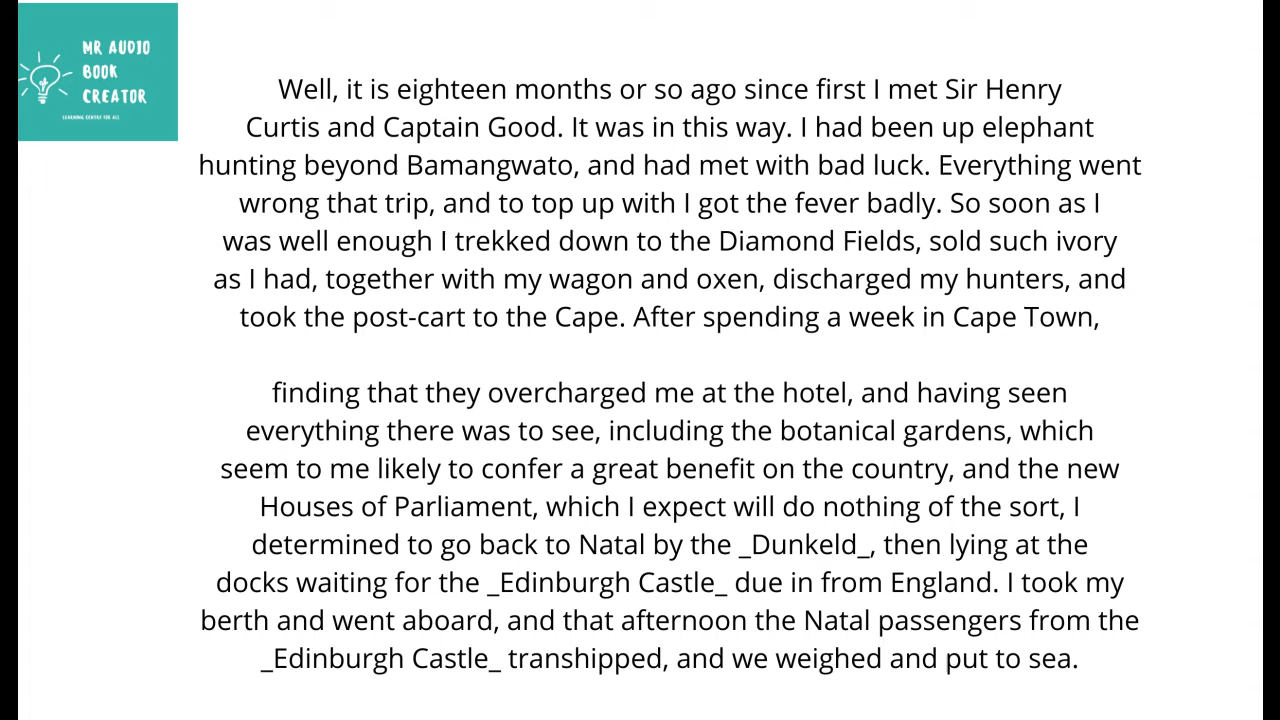 MR AUDIO
BOOK
CREATOR
LEARNING CENTRE FOR ALL
Well, it is eighteen months or so ago since first I met Sir Henry
Curtis and Captain Good. It was in this way. I had been up elephant
hunting beyond Bamangwato, and had met with bad luck. Everything went
wrong that trip, and to top up with I got the fever badly. So soon as I
was well enough I trekked down to the Diamond Fields, sold such ivory
as I had, together with my wagon and oxen, discharged my hunters, and
took the post-cart to the Cape. After spending a week in Cape Town,
finding that they overcharged me at the hotel, and having seen
everything there was to see, including the botanical gardens, which
seem to me likely to confer a great benefit on the country, and the new
Houses of Parliament, which I expect will do nothing of the sort, I
determined to go back to Natal by the _Dunkeld_, then lying at the
docks waiting for the _Edinburgh Castle_ due in from England. I took my
berth and went aboard, and that afternoon the Natal passengers from the
_Edinburgh Castle_ transhipped, and we weighed and put to sea.